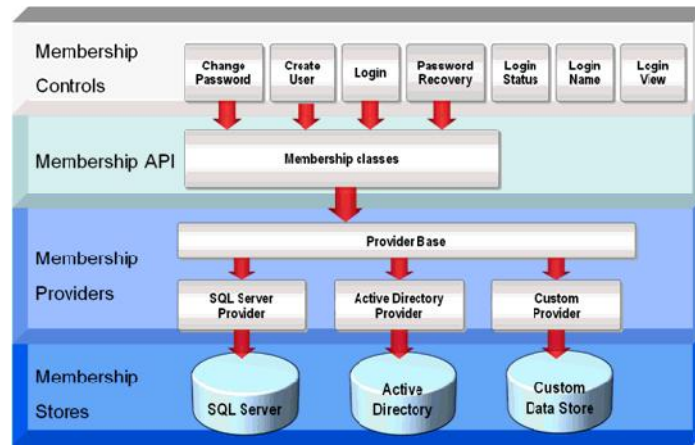 Membership
Controls
Change
Password
Create
User
Login
Password
Recovery
Login
Status
Login
Name
Login
View
Membership API
Membership classes
Membership
Providers
Provider Base
SQL Server
Provider
Active Directory
Provider
Custom
Provider
Membership
Stores
SQL Server
Active
Directory
Custom
Data Store